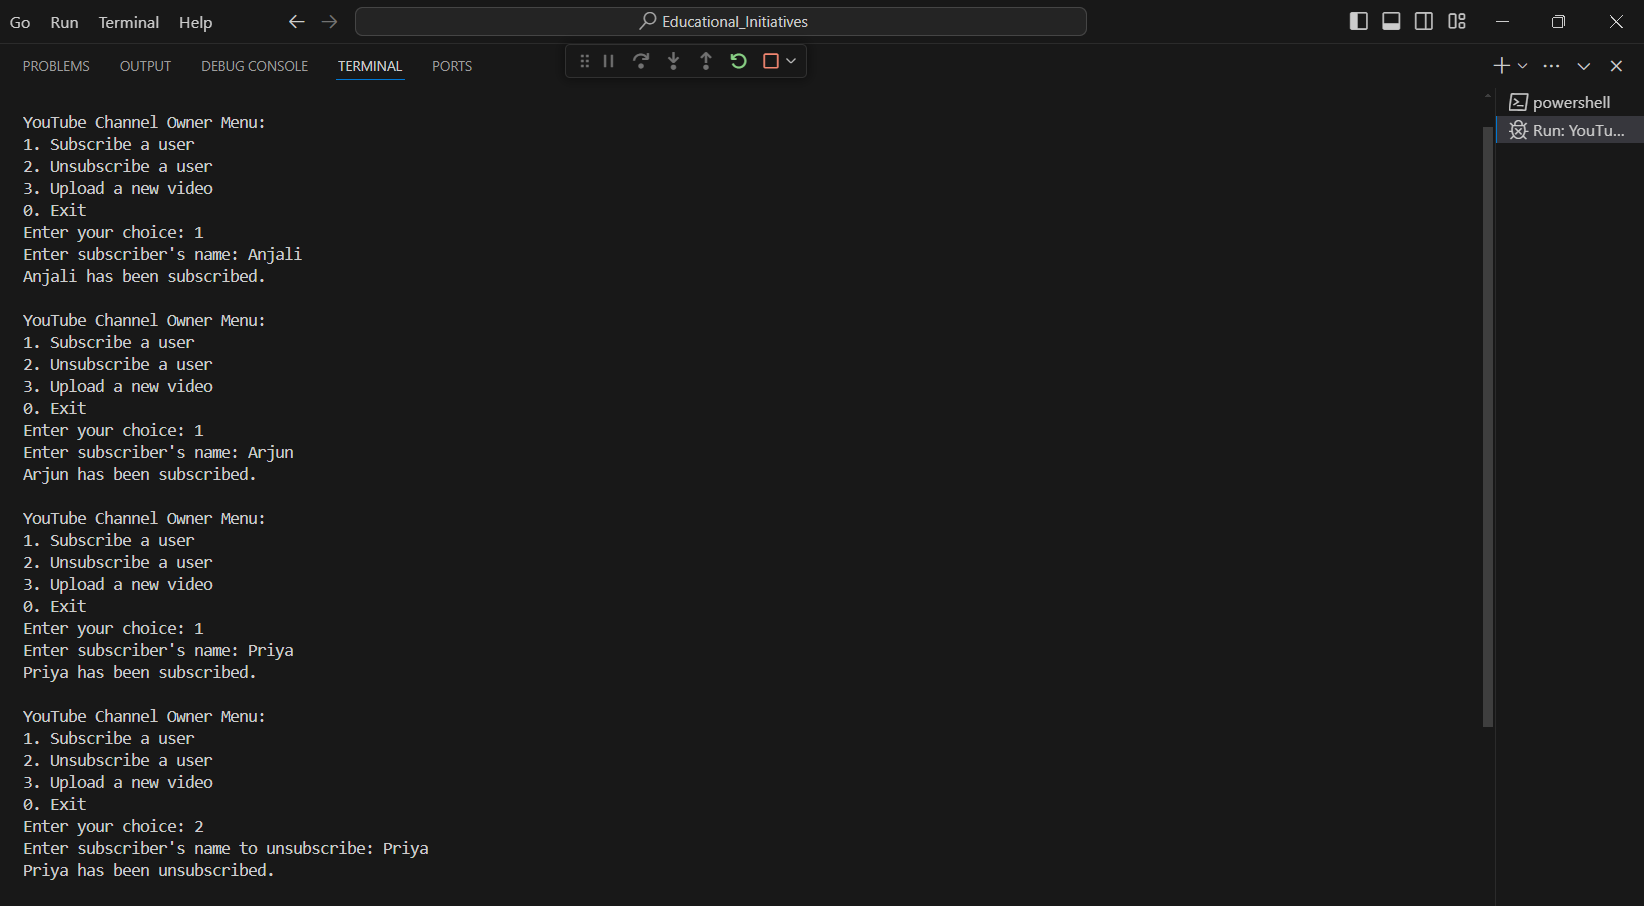 Go Run Terminal Help Educational_Initiatives
PROBLEMS OUTPUT DEBUG CONSOLE TERMINAL PORTS
powershell
Run: YouTu...
YouTube Channel Owner Menu:
1. Subscribe a user
2. Unsubscribe a user
3. Upload a new video
0. Exit
Enter your choice: 1
Enter subscriber's name: Anjali
Anjali has been subscribed.
YouTube Channel Owner Menu:
1. Subscribe a user
2. Unsubscribe a user
3. Upload a new video
0. Exit
Enter your choice: 1
Enter subscriber's name: Arjun
Arjun has been subscribed.
YouTube Channel Owner Menu:
1. Subscribe a user
2. Unsubscribe a user
3. Upload a new video
0. Exit
Enter your choice: 1
Enter subscriber's name: Priya
Priya has been subscribed.
YouTube Channel Owner Menu:
1. Subscribe a user
2. Unsubscribe a user
3. Upload a new video
0. Exit
Enter your choice: 2
Enter subscriber's name to unsubscribe: Priya
Priya has been unsubscribed.